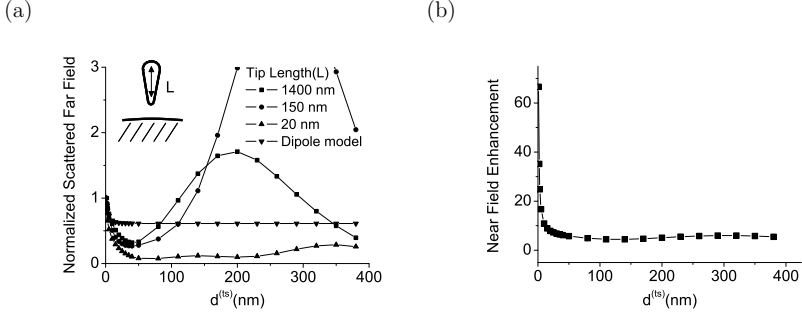 (a)
(b)
Normalized Scattered Far Field
3
2
1
0
0 100 200 300 400
d(ts)(nm)
L
Tip Length(L)
1400 nm
150 nm
20 nm
Dipole model
Near Field Enhancement
60
40
20
0
0 100 200 300 400
d(ts)(nm)